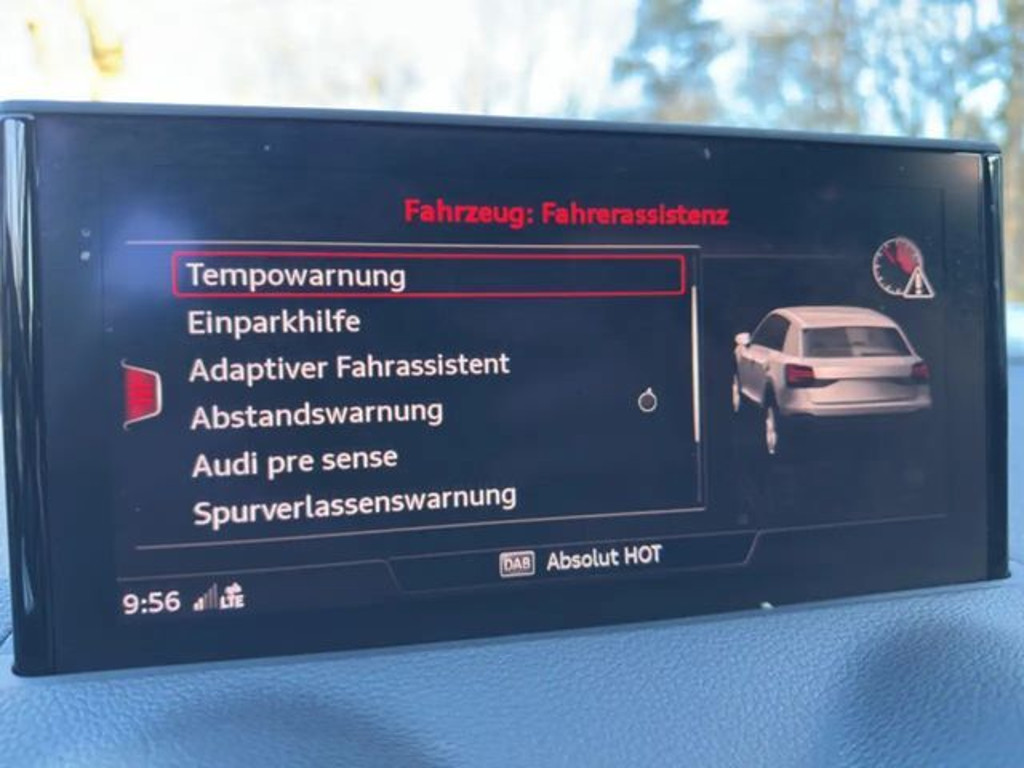 Fahrzeug: Fahrerassistenz
Tempowarnung
Einparkhilfe
Adaptiver Fahrassistent
Abstandswarnung
Audi pre sense
Spurverlassenswarnung
DAB Absolut HOT
9:56 LTE